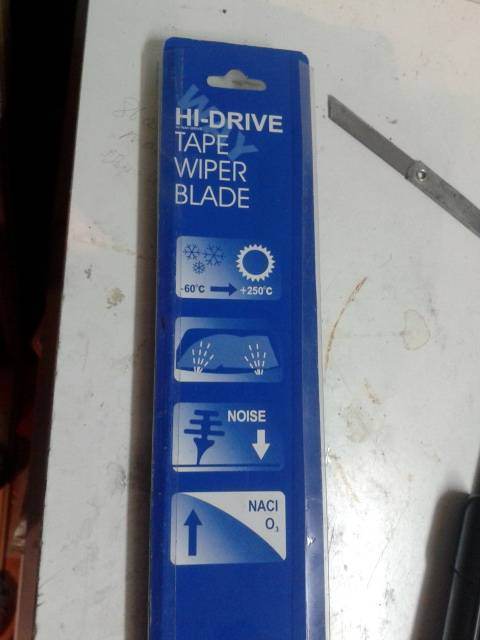 HI-DRIVE
TAPE
WIPER
BLADE
-60°C
+250°C
NOISE
NACI
O₃